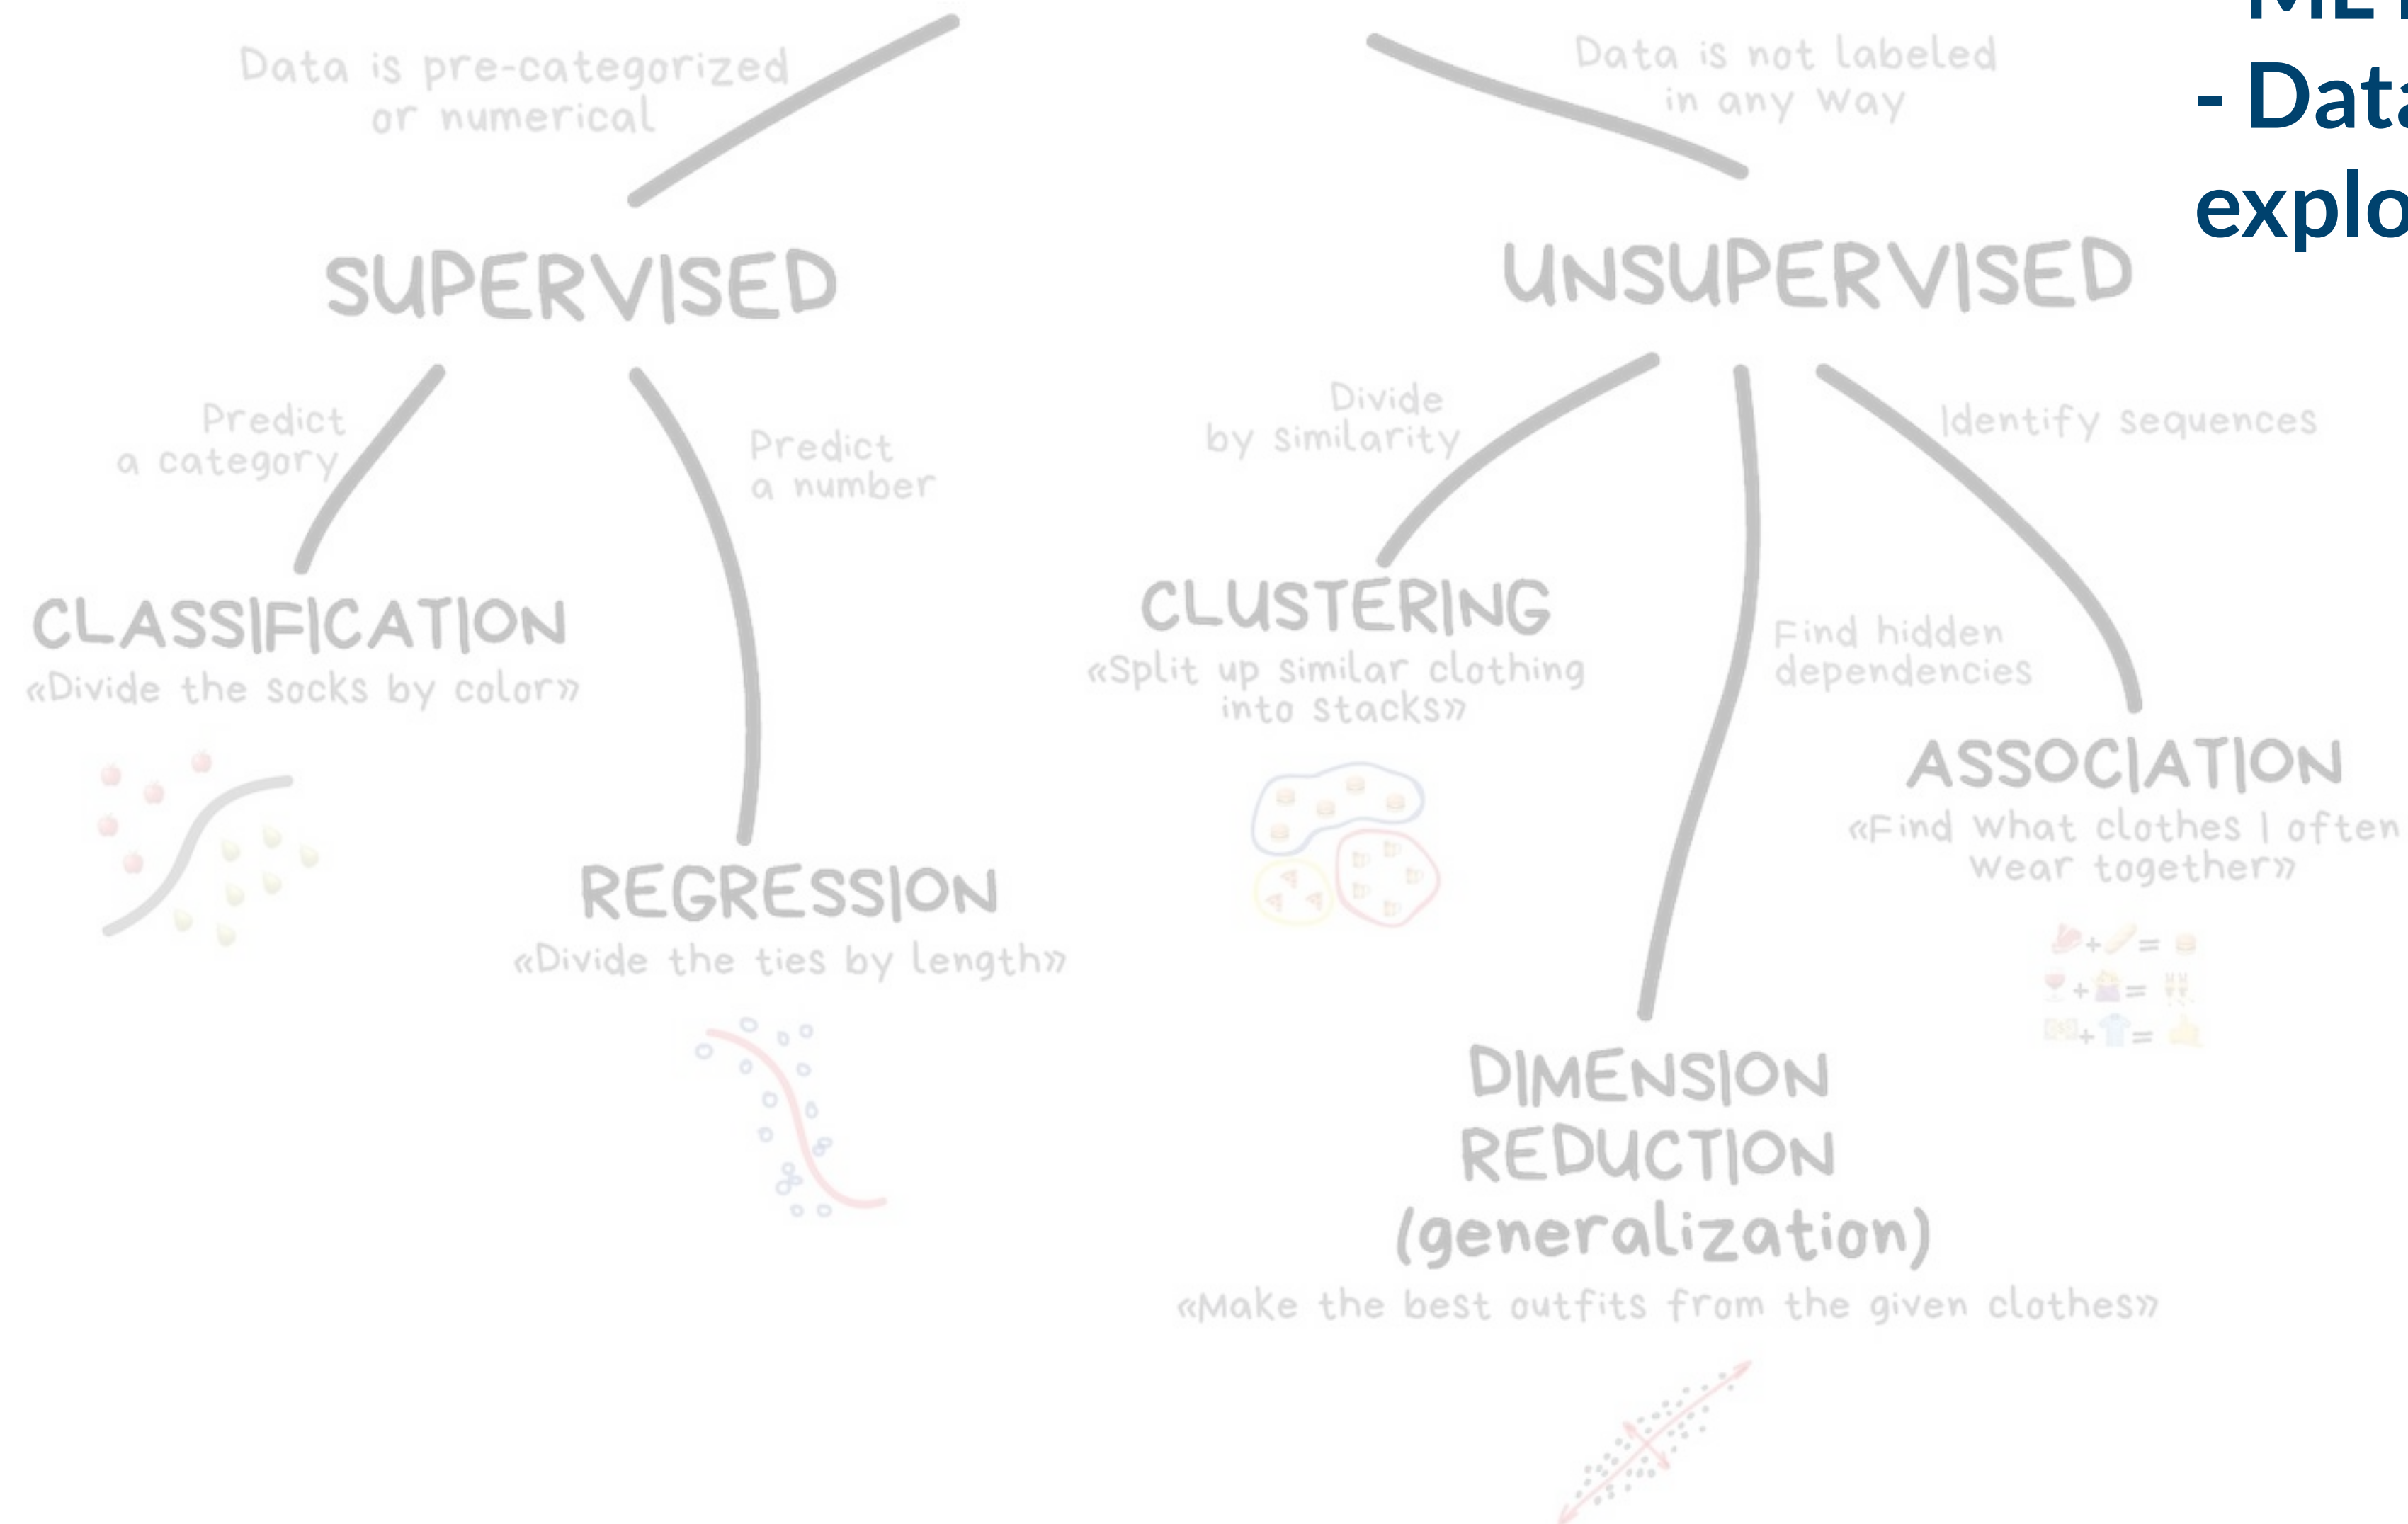 Data is pre-categorized
or numerical
Data is not labeled
in any way
- Data
explo
SUPERVISED
UNSUPERVISED
Predict
a category
Predict
a number
Divide
by similarity
Identify sequences
CLASSIFICATION
«Divide the socks by color»
CLUSTERING
«Split up similar clothing
into stacks»
Find hidden
dependencies
ASSOCIATION
«Find what clothes I often
wear together»
REGRESSION
«Divide the ties by length»
+ =
+ =
+ =
DIMENSION
REDUCTION
(generalization)
«Make the best outfits from the given clothes»